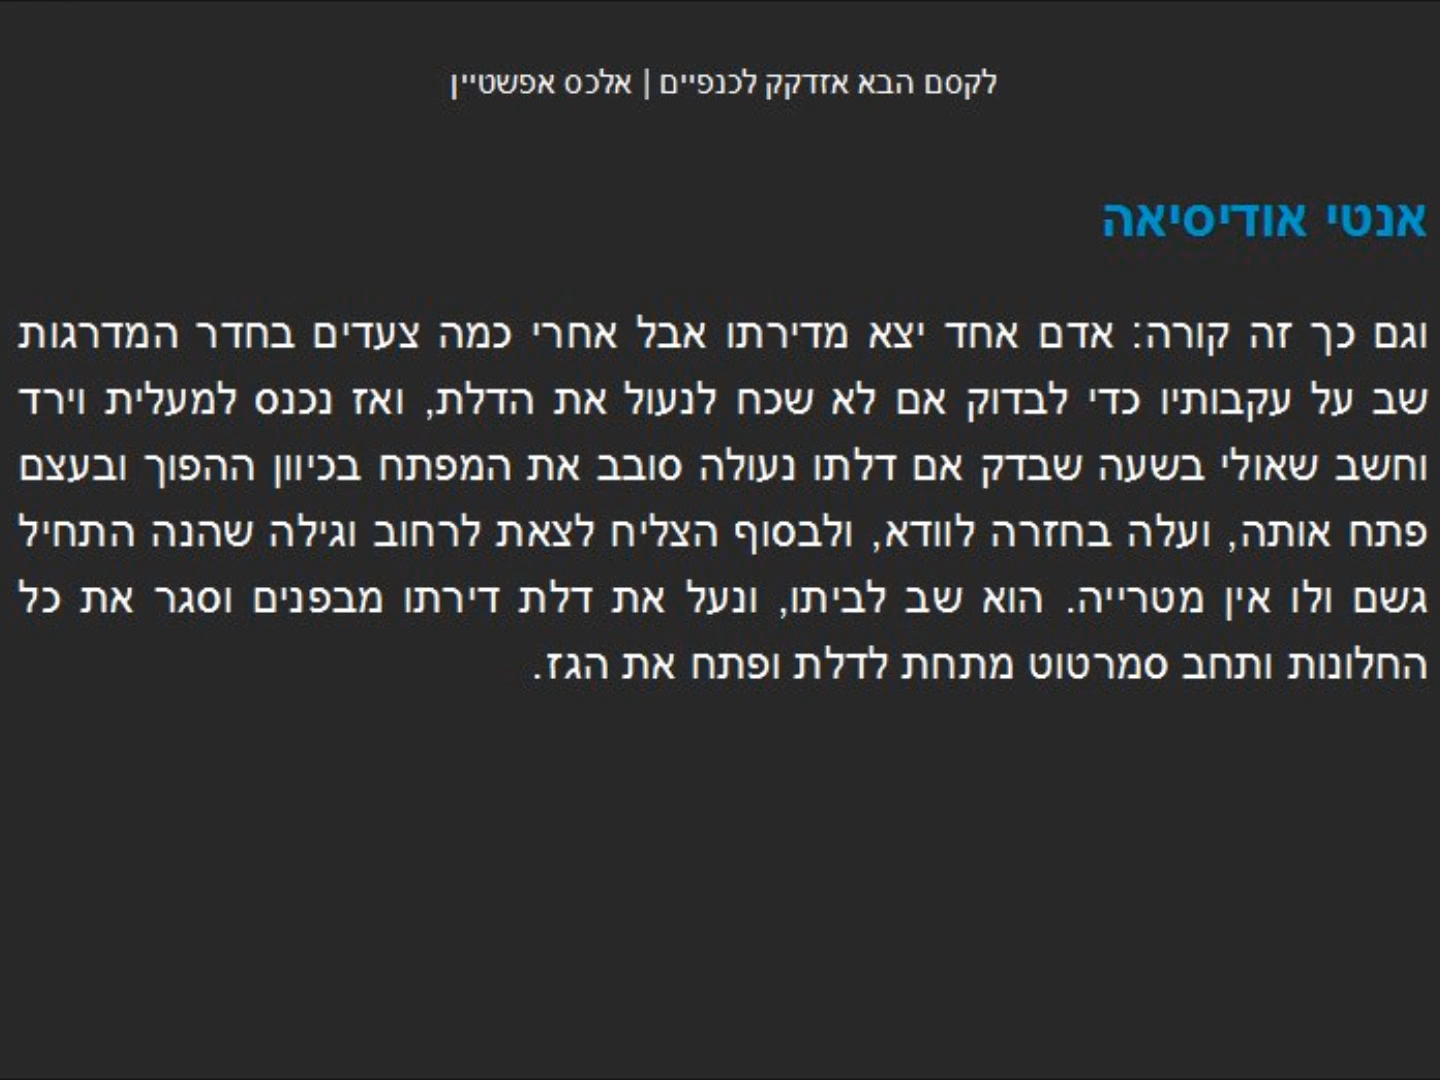 לקסם הבא אזדקק לכנפיים | אלכס אפשטיין
אנטי אודיסיאה
וגם כך זה קורה: אדם אחד יצא מדירתו אבל אחרי כמה צעדים בחדר המדרגות
שב על עקבותיו כדי לבדוק אם לא שכח לנעול את הדלת, ואז נכנס למעלית וירד
וחשב שאולי בשעה שבדק אם דלתו נעולה סובב את המפתח בכיוון ההפוך ובעצם
פתח אותה, ועלה בחזרה לוודא, ולבסוף הצליח לצאת לרחוב וגילה שהנה התחיל
גשם ולו אין מטרייה. הוא שב לביתו, ונעל את דלת דירתו מבפנים וסגר את כל
החלונות ותחב סמרטוט מתחת לדלת ופתח את הגז.